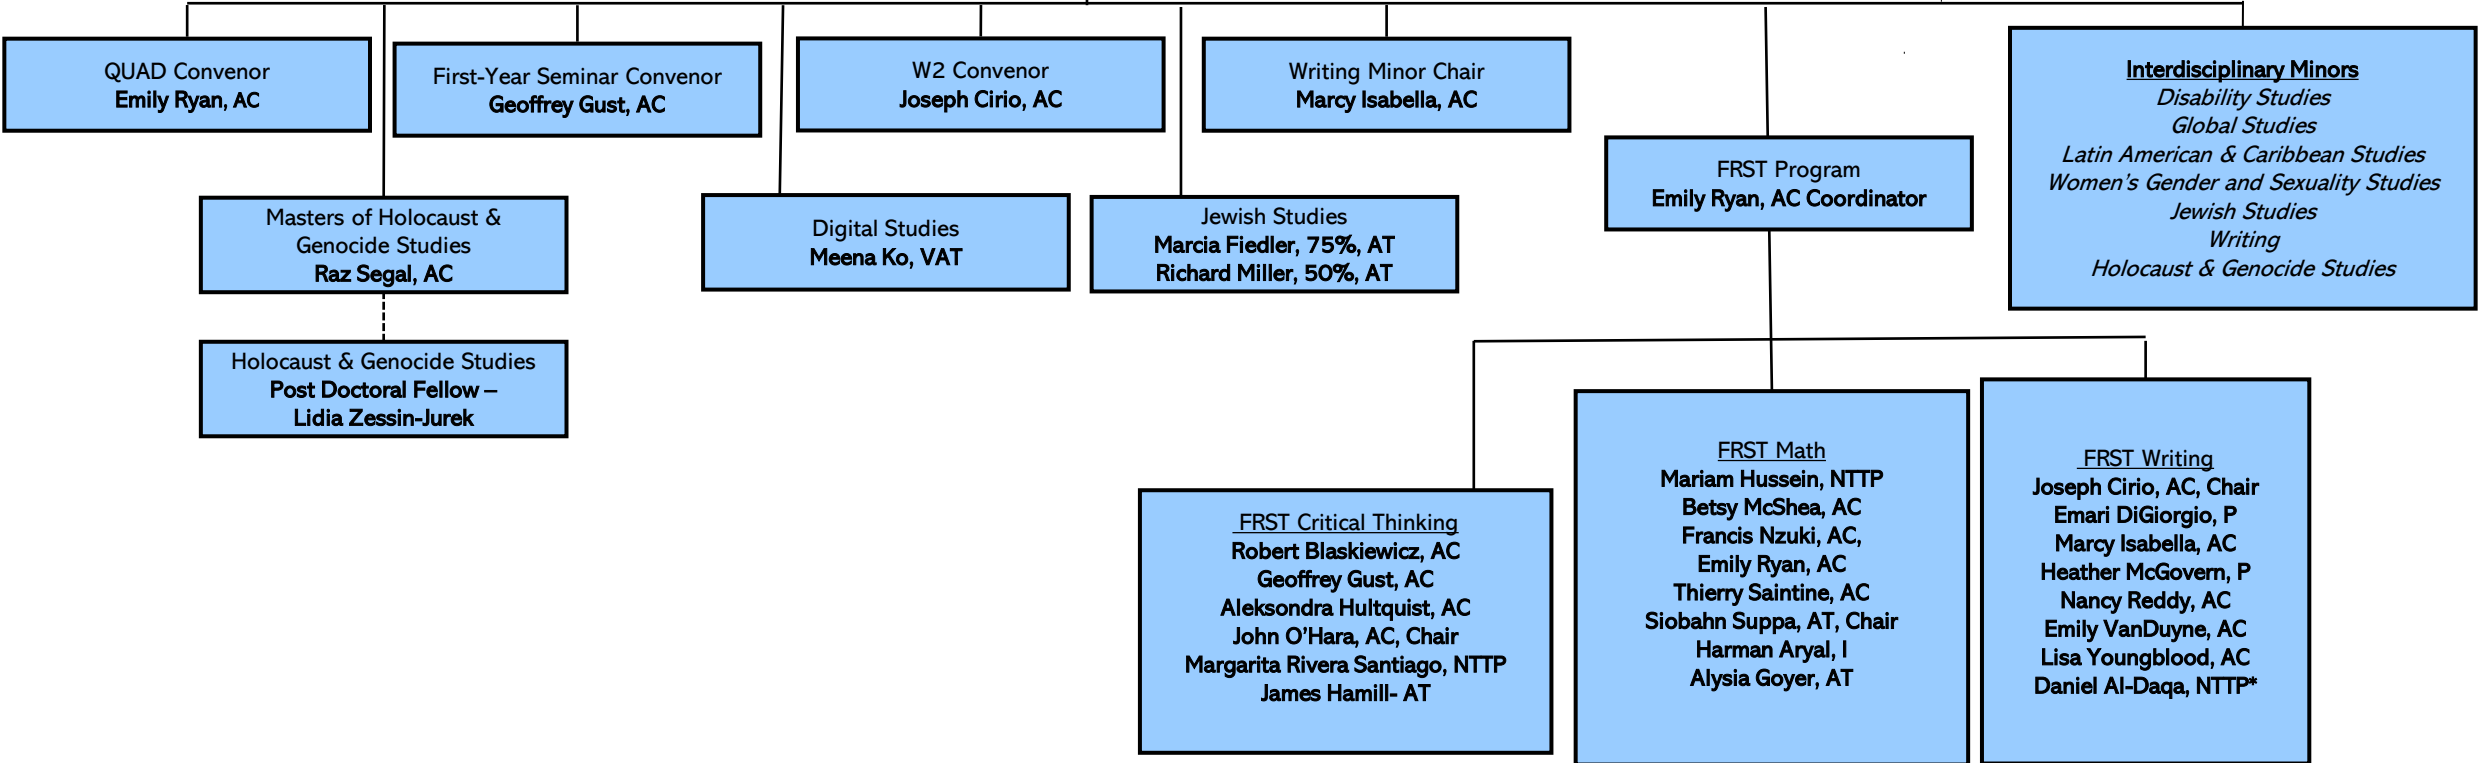 QUAD Convenor
Emily Ryan, AC
First-Year Seminar Convenor
Geoffrey Gust, AC
W2 Convenor
Joseph Cirio, AC
Writing Minor Chair
Marcy Isabella, AC
Interdisciplinary Minors
Disability Studies
Global Studies
Latin American & Caribbean Studies
Women's Gender and Sexuality Studies
Jewish Studies
Writing
Holocaust & Genocide Studies
FRST Program
Emily Ryan, AC Coordinator
Masters of Holocaust &
Genocide Studies
Raz Segal, AC
Digital Studies
Meena Ko, VAT
Jewish Studies
Marcia Fiedler, 75%, AT
Richard Miller, 50%, AT
Holocaust & Genocide Studies
Post Doctoral Fellow –
Lidia Zessin-Jurek
FRST Critical Thinking
Robert Blaskiewicz, AC
Geoffrey Gust, AC
Aleksondra Hultquist, AC
John O'Hara, AC, Chair
Margarita Rivera Santiago, NTTP
James Hamill- AT
FRST Math
Mariam Hussein, NTTP
Betsy McShea, AC
Francis Nzuki, AC,
Emily Ryan, AC
Thierry Saintine, AC
Siobahn Suppa, AT, Chair
Harman Aryal, I
Alysia Goyer, AT
FRST Writing
Joseph Cirio, AC, Chair
Emari DiGiorgio, P
Marcy Isabella, AC
Heather McGovern, P
Nancy Reddy, AC
Emily VanDuyne, AC
Lisa Youngblood, AC
Daniel Al-Daqa, NTTP*